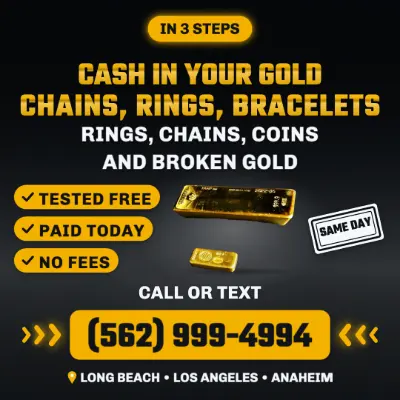 IN 3 STEPS
CASH IN YOUR GOLD
CHAINS, RINGS, BRACELETS
RINGS, CHAINS, COINS
AND BROKEN GOLD
✓ TESTED FREE
✓ PAID TODAY
✓ NO FEES
SAME DAY
CALL OR TEXT
(562) 999-4994
LONG BEACH • LOS ANGELES • ANAHEIM